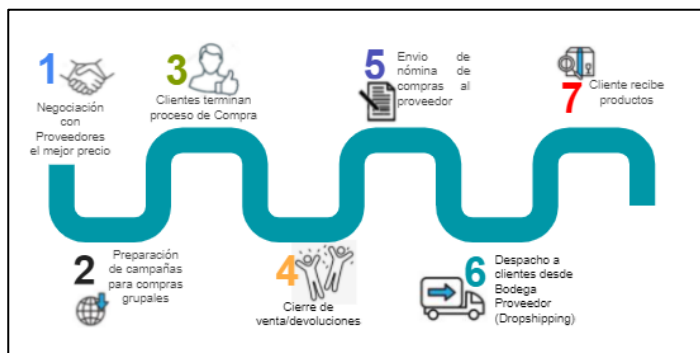 1
Negociación
con
Proveedores
el mejor precio
2
Preparación
de campañas
para compras
grupales
3
Clientes terminan
proceso de Compra
4
Cierre de
venta/devoluciones
5
Envio de
nómina de
compras al
proveedor
6
Despacho a
clientes desde
Bodega
Proveedor
(Dropshipping)
7
Cliente recibe
productos